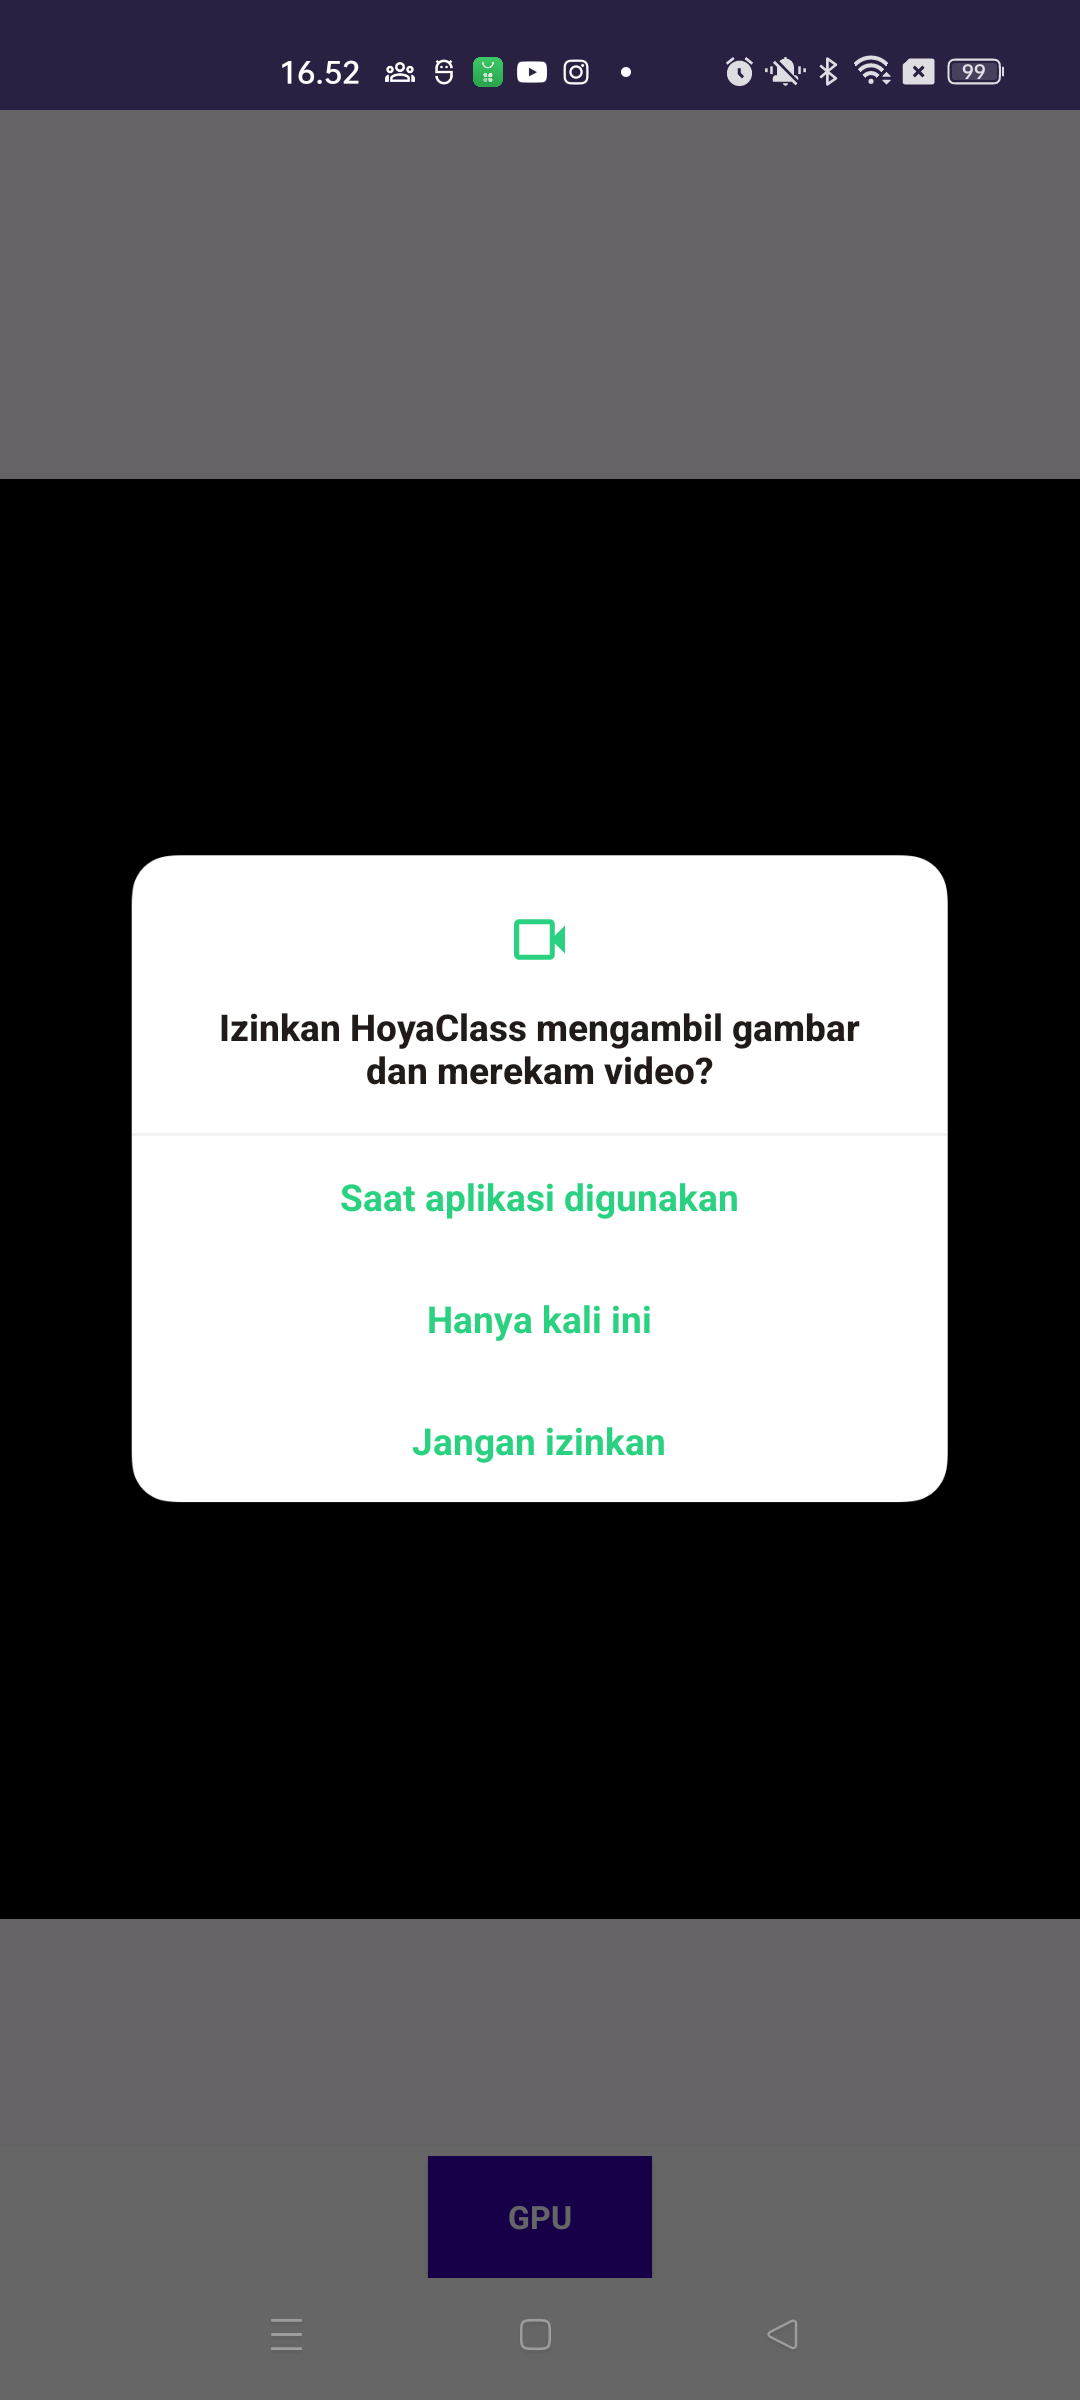 16.52
99
Izinkan HoyaClass mengambil gambar
dan merekam video?
Saat aplikasi digunakan
Hanya kali ini
Jangan izinkan
GPU